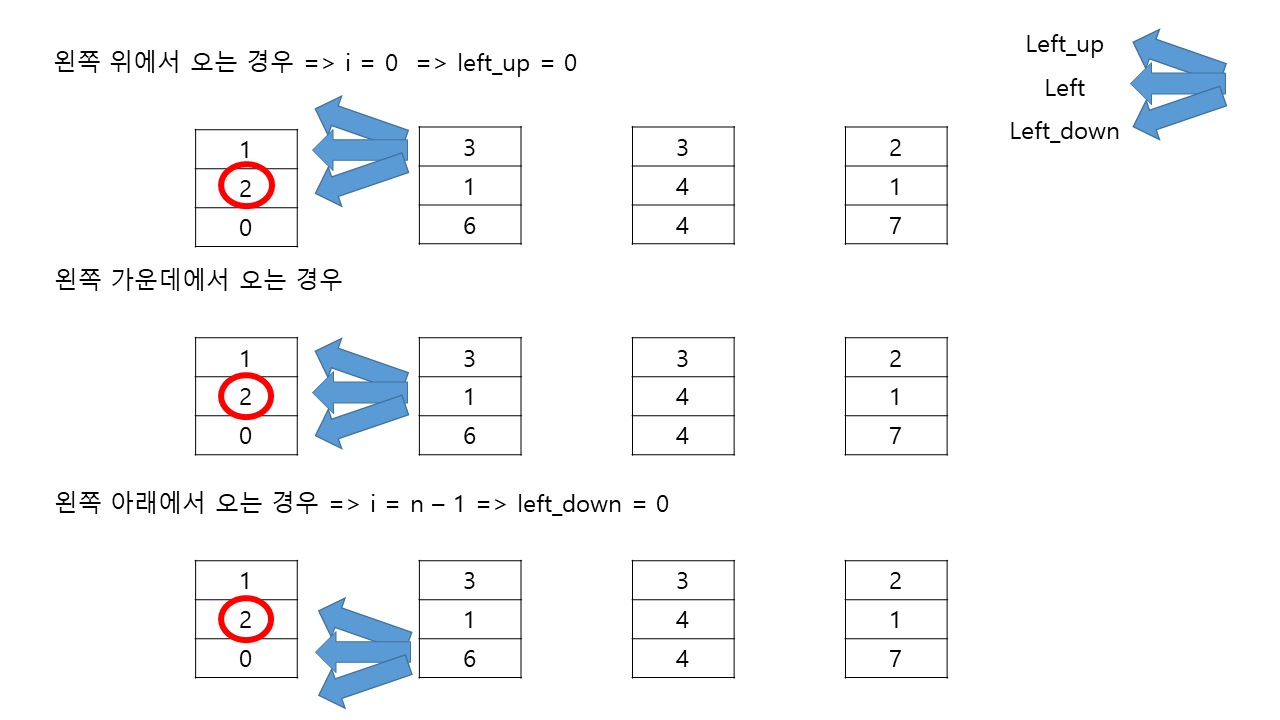 왼쪽 위에서 오는 경우 => i = 0 => left_up = 0
Left_up
Left
Left_down
1 3 3 2
2 1 4 1
0 6 4 7
왼쪽 가운데에서 오는 경우
1 3 3 2
2 1 4 1
0 6 4 7
왼쪽 아래에서 오는 경우 => i = n – 1 => left_down = 0
1 3 3 2
2 1 4 1
0 6 4 7